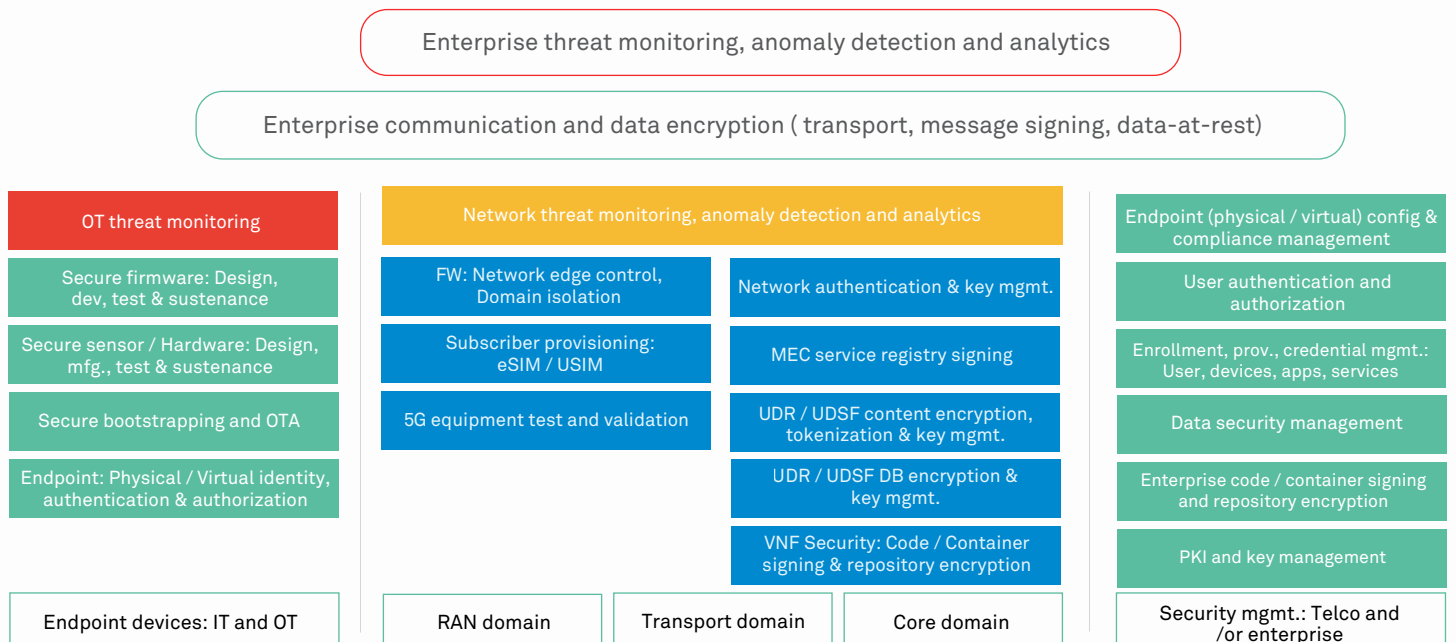 Enterprise threat monitoring, anomaly detection and analytics
Enterprise communication and data encryption ( transport, message signing, data-at-rest)
OT threat monitoring
Secure firmware: Design,
dev, test & sustenance
Secure sensor / Hardware: Design,
mfg., test & sustenance
Secure bootstrapping and OTA
Endpoint: Physical / Virtual identity,
authentication & authorization
Endpoint devices: IT and OT
Network threat monitoring, anomaly detection and analytics
FW: Network edge control,
Domain isolation
Subscriber provisioning:
eSIM / USIM
5G equipment test and validation
Network authentication & key mgmt.
MEC service registry signing
UDR / UDSF content encryption,
tokenization & key mgmt.
UDR / UDSF DB encryption &
key mgmt.
VNF Security: Code / Container
signing & repository encryption
RAN domain
Transport domain
Core domain
Endpoint (physical / virtual) config &
compliance management
User authentication and
authorization
Enrollment, prov., credential mgmt.:
User, devices, apps, services
Data security management
Enterprise code / container signing
and repository encryption
PKI and key management
Security mgmt.: Telco and
/or enterprise